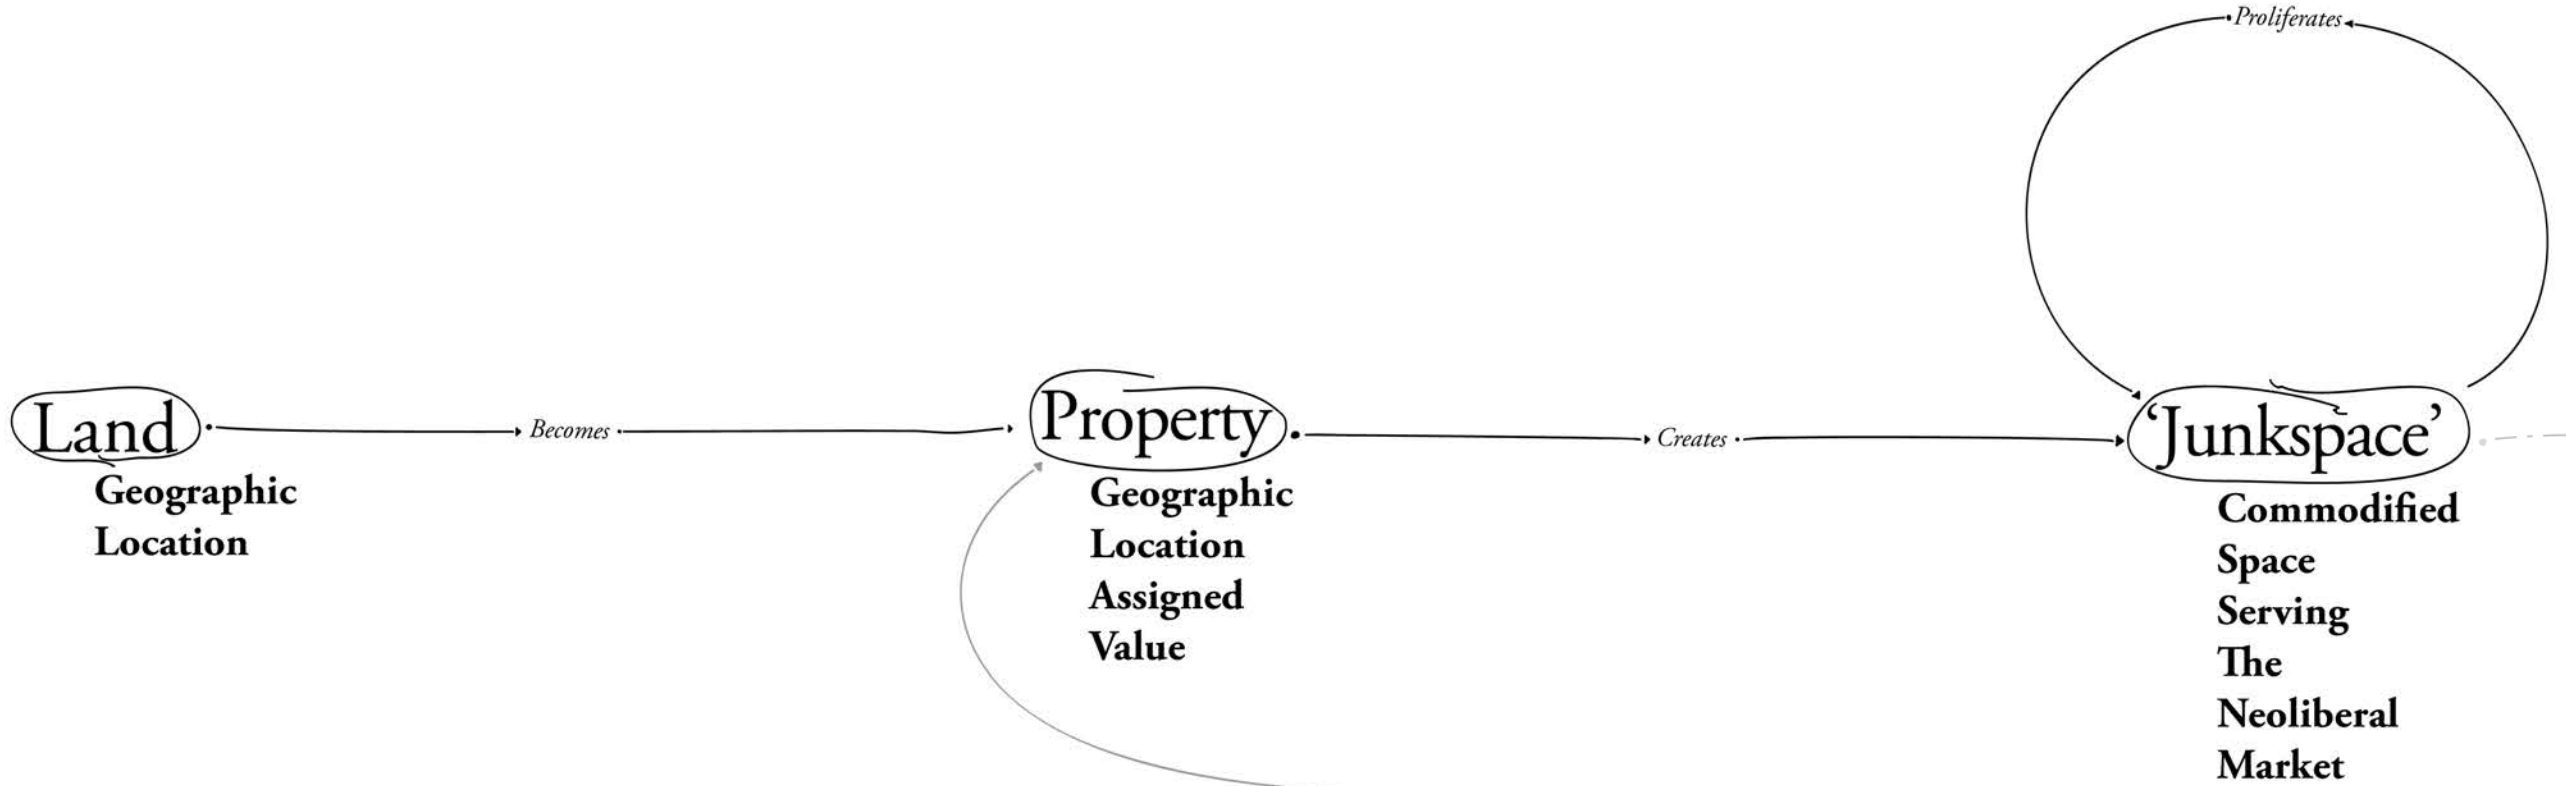 Proliferates
Land
Becomes
Property
Creates
‘Junkspace’
Geographic
Location
Geographic
Location
Assigned
Value
Commodified
Space
Serving
The
Neoliberal
Market